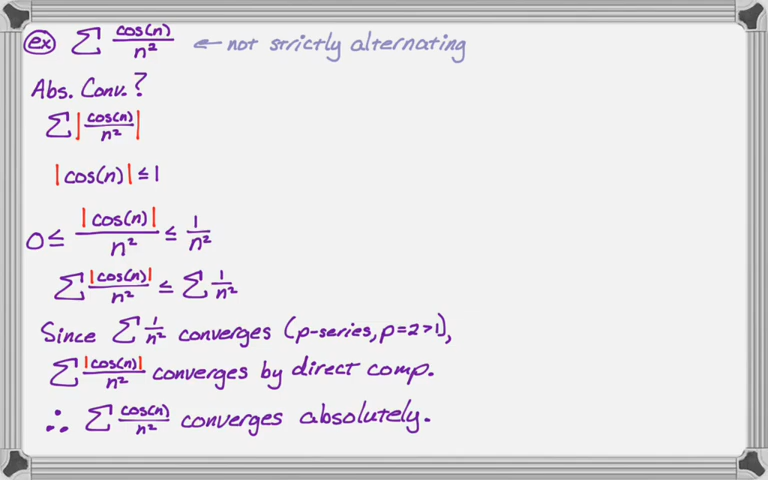 ex ∑ cos(n)/n² ← not strictly alternating
Abs. Conv.?
∑ |cos(n)/n²|
|cos(n)| ≤ 1
0 ≤ |cos(n)|/n² ≤ 1/n²
∑ |cos(n)|/n² ≤ ∑ 1/n²
Since ∑ 1/n² converges (p-series, p=2>1),
∑ |cos(n)|/n² converges by direct comp.
∴ ∑ cos(n)/n² converges absolutely.